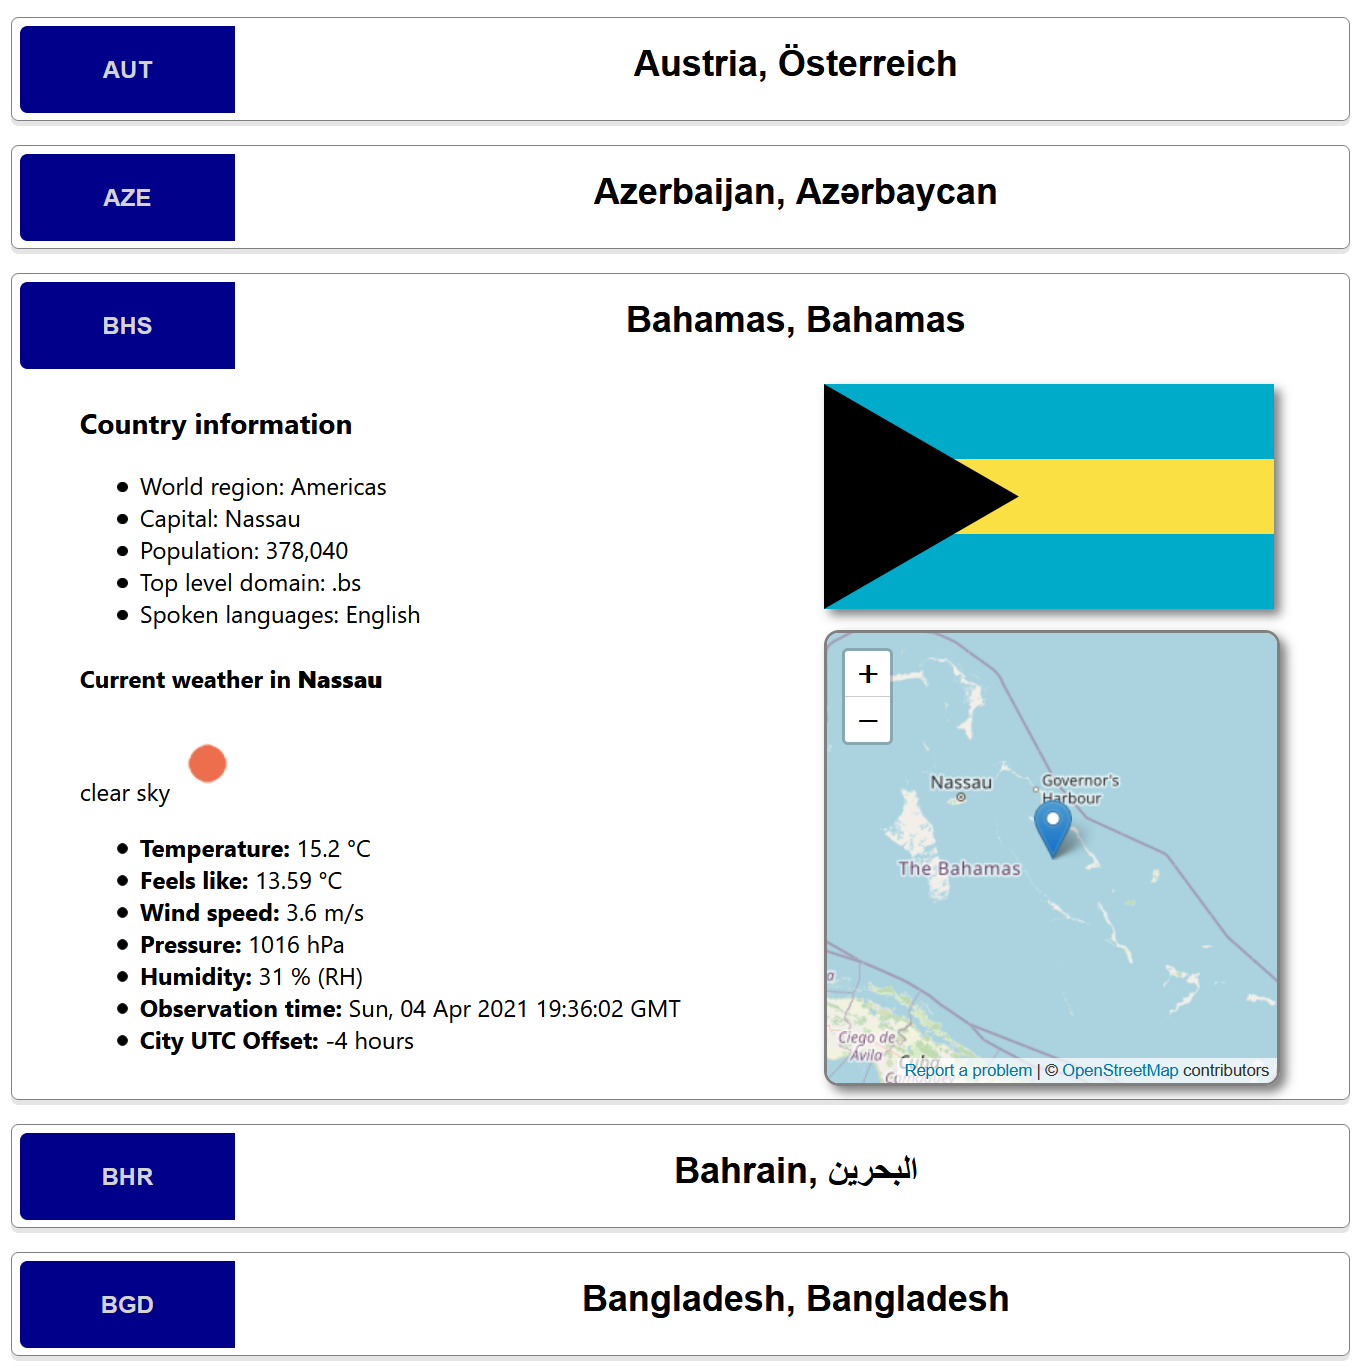 AUT
Austria, Österreich
AZE
Azerbaijan, Azərbaycan
BHS
Bahamas, Bahamas
Country information
World region: Americas
Capital: Nassau
Population: 378,040
Top level domain: .bs
Spoken languages: English
Current weather in Nassau
clear sky
Temperature: 15.2 °C
Feels like: 13.59 °C
Wind speed: 3.6 m/s
Pressure: 1016 hPa
Humidity: 31 % (RH)
Observation time: Sun, 04 Apr 2021 19:36:02 GMT
City UTC Offset: -4 hours
+
−
Nassau
Governor's
Harbour
The Bahamas
a
Ciego de
Ávila
Cuba
Report a problem | © OpenStreetMap contributors
BHR
Bahrain, البحرين
BGD
Bangladesh, Bangladesh